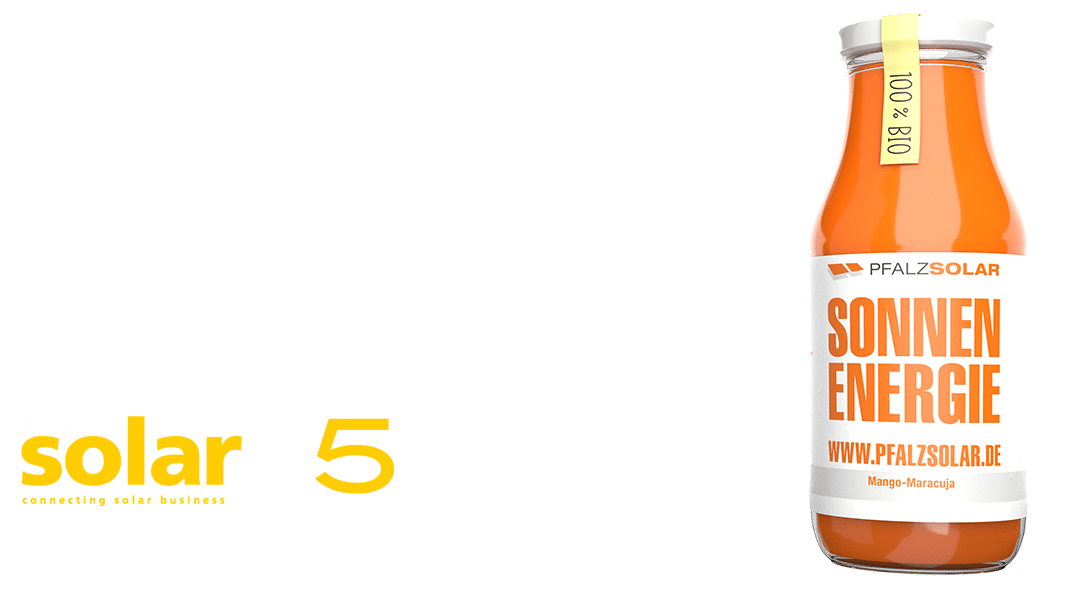 100 % BIO
PFALZSOLAR
SONNEN
ENERGIE
WWW.PFALZSOLAR.DE
Mango-Maracuja
solar 5
connecting solar business